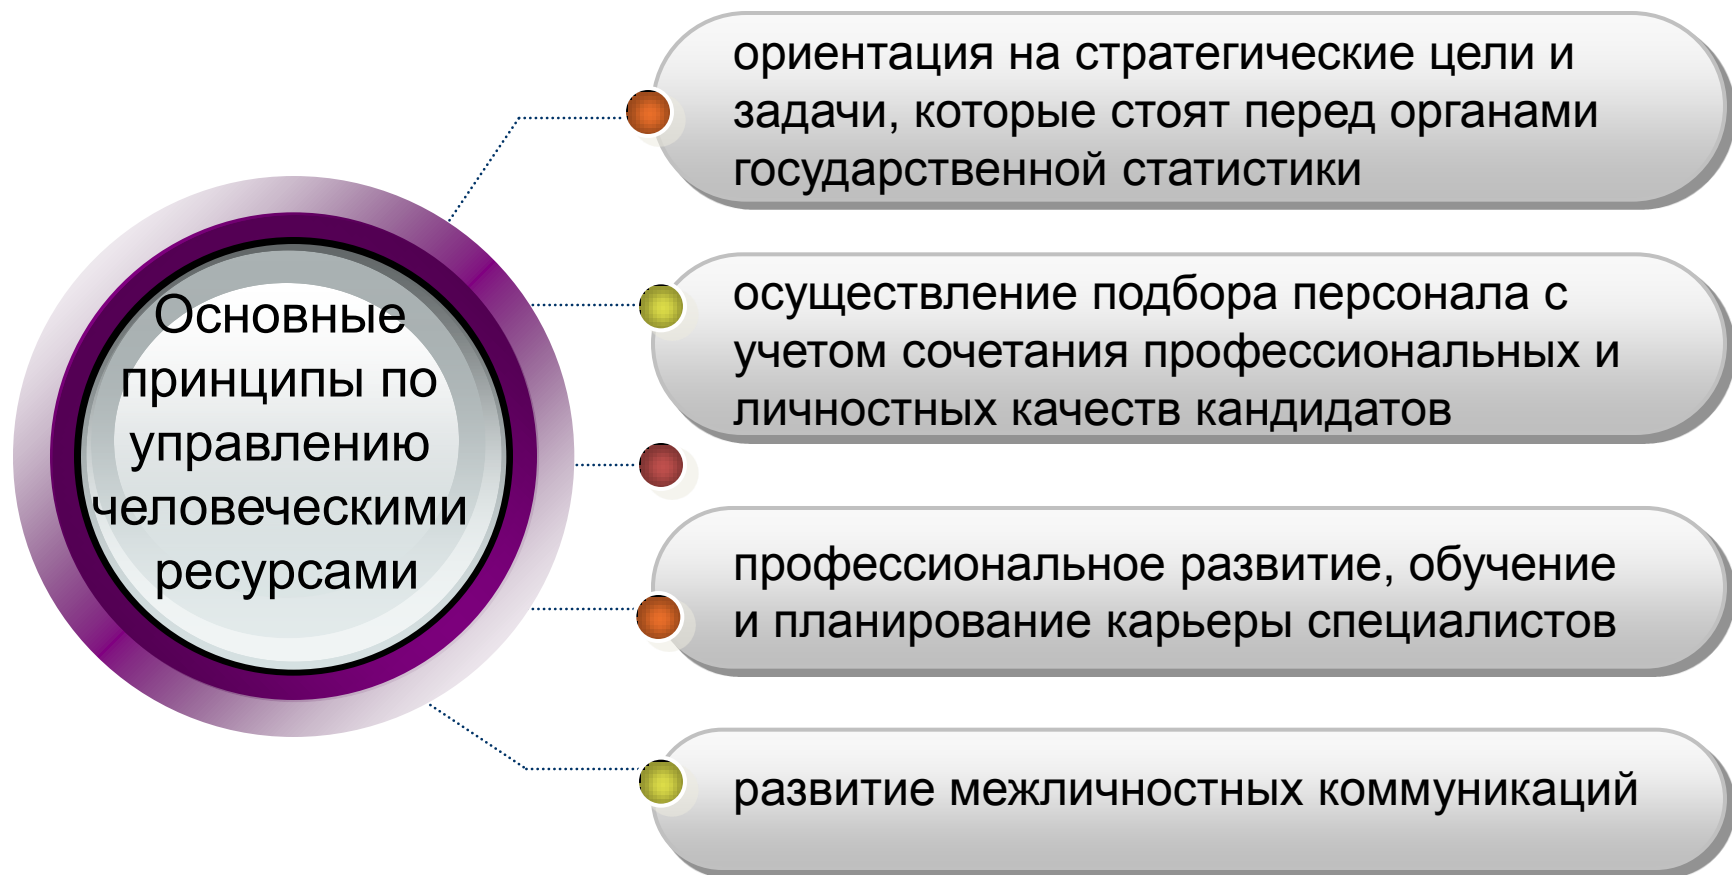 Основные
принципы по
управлению
человеческими
ресурсами
ориентация на стратегические цели и
задачи, которые стоят перед органами
государственной статистики
осуществление подбора персонала с
учетом сочетания профессиональных и
личностных качеств кандидатов
профессиональное развитие, обучение
и планирование карьеры специалистов
развитие межличностных коммуникаций